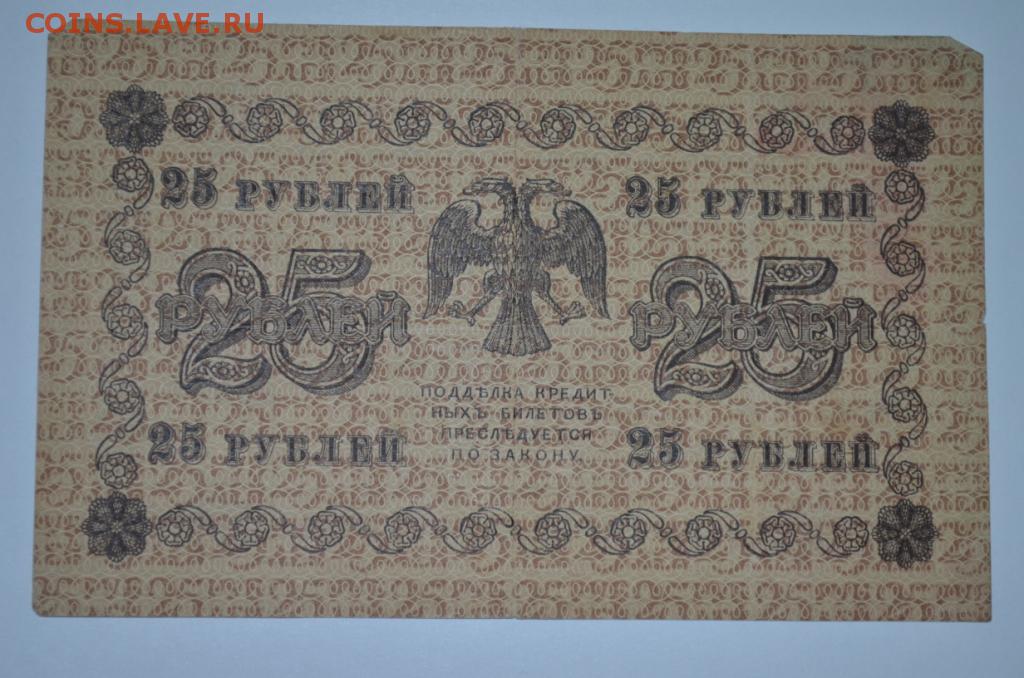 COINS.LAVE.RU
25 РУБЛЕЙ
25 РУБЛЕЙ
25 РУБЛЕЙ
25 РУБЛЕЙ
ПОДДѢЛКА КРЕДИТ-
НЫХЪ БИЛЕТОВЪ
ПРЕСЛѢДУЕТСЯ
ПО ЗАКОНУ.
25 РУБЛЕЙ
25 РУБЛЕЙ